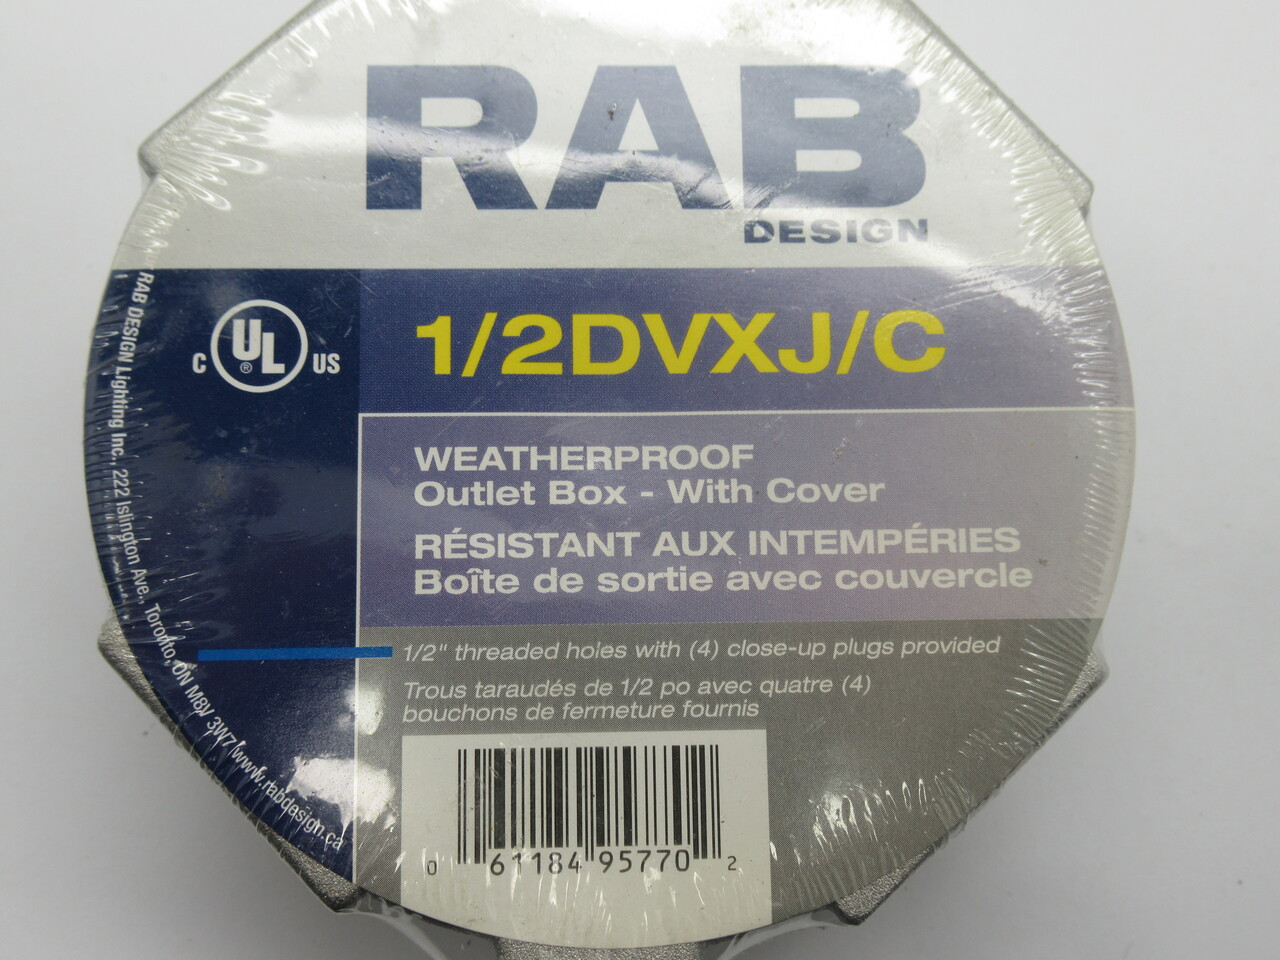 RAB
DESIGN
C UL ® US
1/2DVXJ/C
WEATHERPROOF
Outlet Box - With Cover
RÉSISTANT AUX INTEMPÉRIES
Boîte de sortie avec couvercle
1/2" threaded holes with (4) close-up plugs provided
Trous taraudés de 1/2 po avec quatre (4)
bouchons de fermeture fournis
0 61184 95770 2
RAB DESIGN Lighting Inc., 222 Islington Ave., Toronto, ON M8V 3W7 www.rabdesign.ca